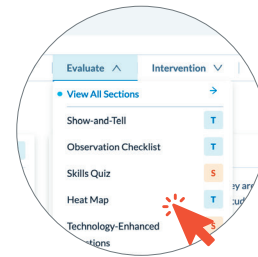 Evaluate Intervention
View All Sections
Show-and-Tell T
Observation Checklist T
Skills Quiz S
Heat Map T
Technology-Enhanced S